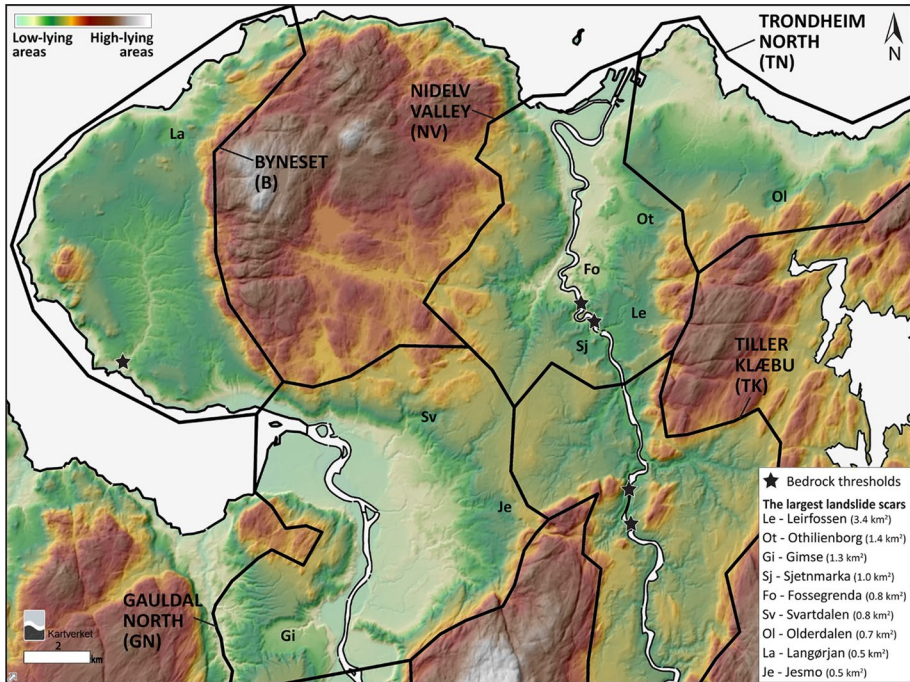 Low-lying areas
High-lying areas
TRONDHEIM
NORTH
(TN)
N
NIDELV
VALLEY
(NV)
La
BYNESET
(B)
Ol
Ot
Fo
Le
Sj
TILLER
KLÆBU
(TK)
Sv
Je
GAULDAL
NORTH
(GN)
Gi
Kartverket
2
km
Bedrock thresholds
The largest landslide scars
Le - Leirfossen (3.4 km²)
Ot - Othilienborg (1.4 km²)
Gi - Gimse (1.3 km²)
Sj - Sjetnmarka (1.0 km²)
Fo - Fossegrenda (0.8 km²)
Sv - Svartdalen (0.8 km²)
Ol - Olderdalen (0.7 km²)
La - Langørjan (0.5 km²)
Je - Jesmo (0.5 km²)